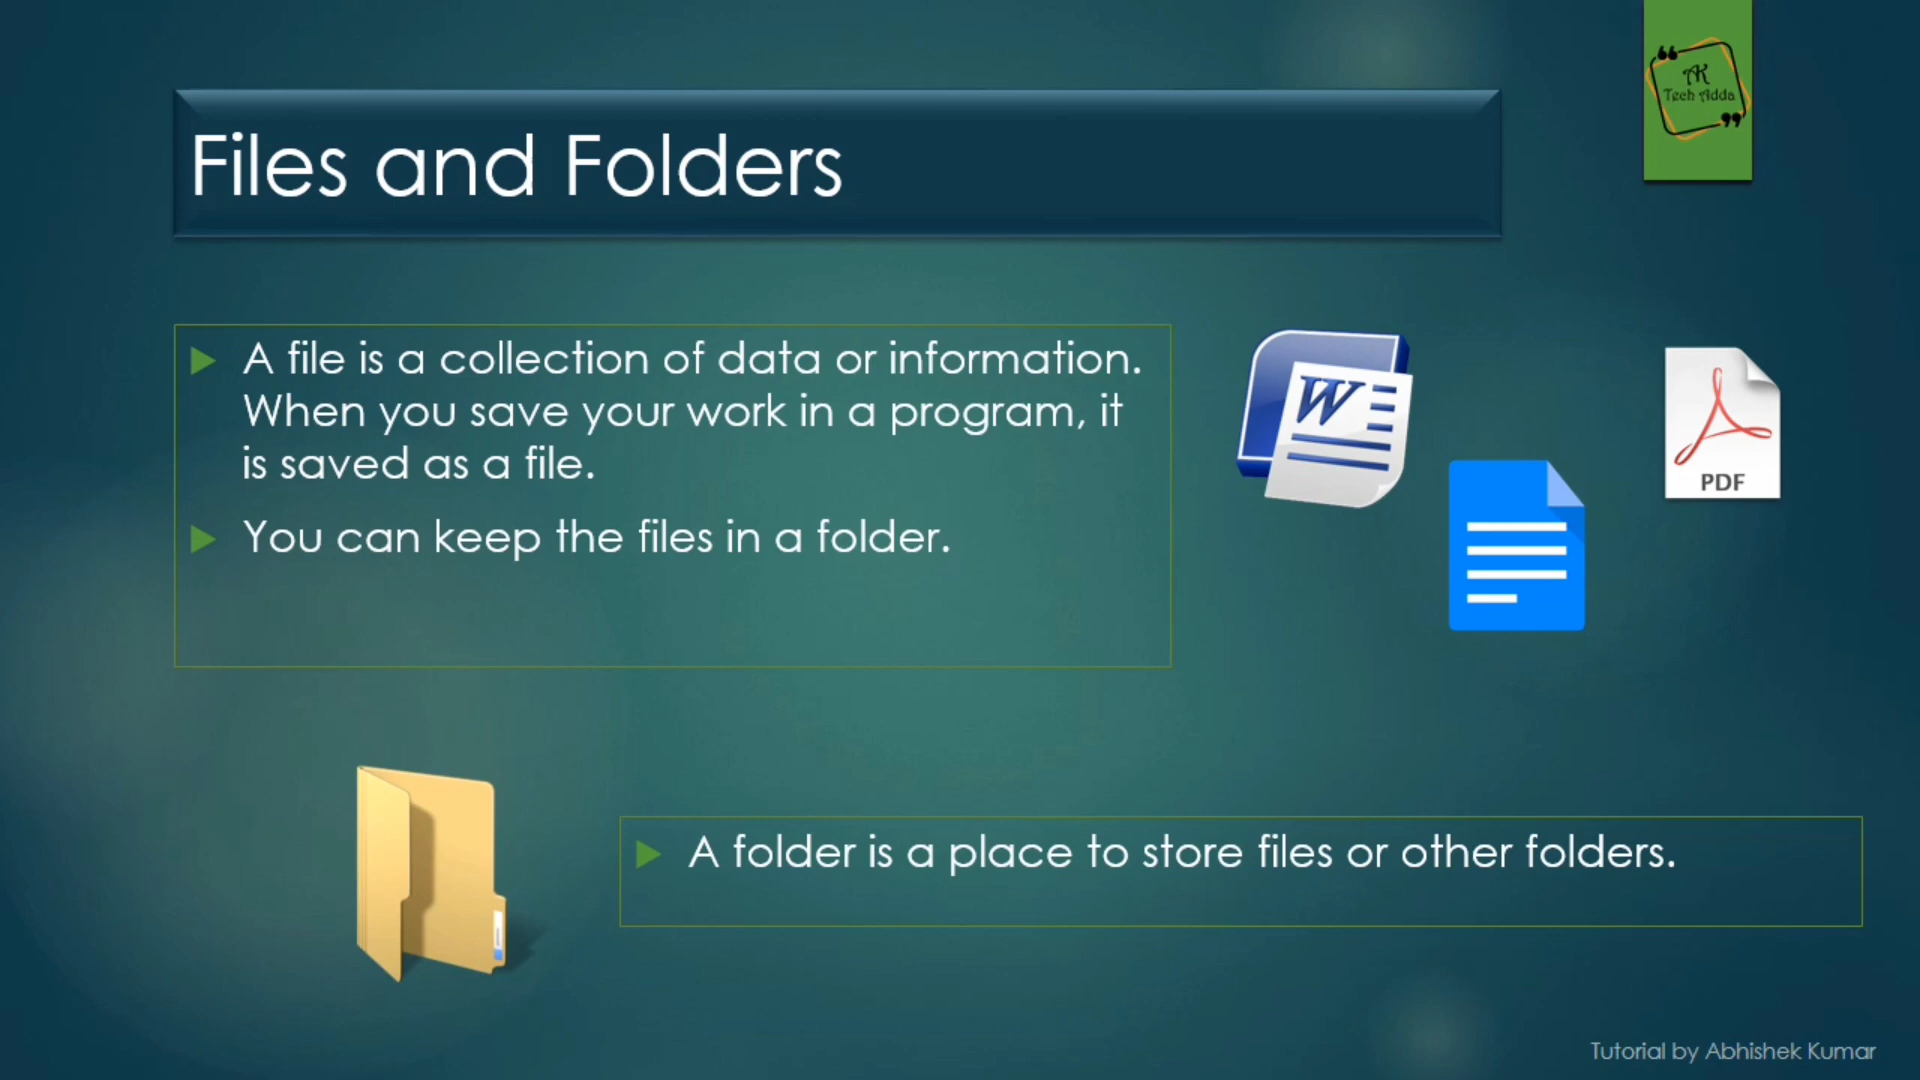 AK
Tech Adda
Files and Folders
A file is a collection of data or information.
When you save your work in a program, it
is saved as a file.
You can keep the files in a folder.
W
PDF
A folder is a place to store files or other folders.
Tutorial by Abhishek Kumar